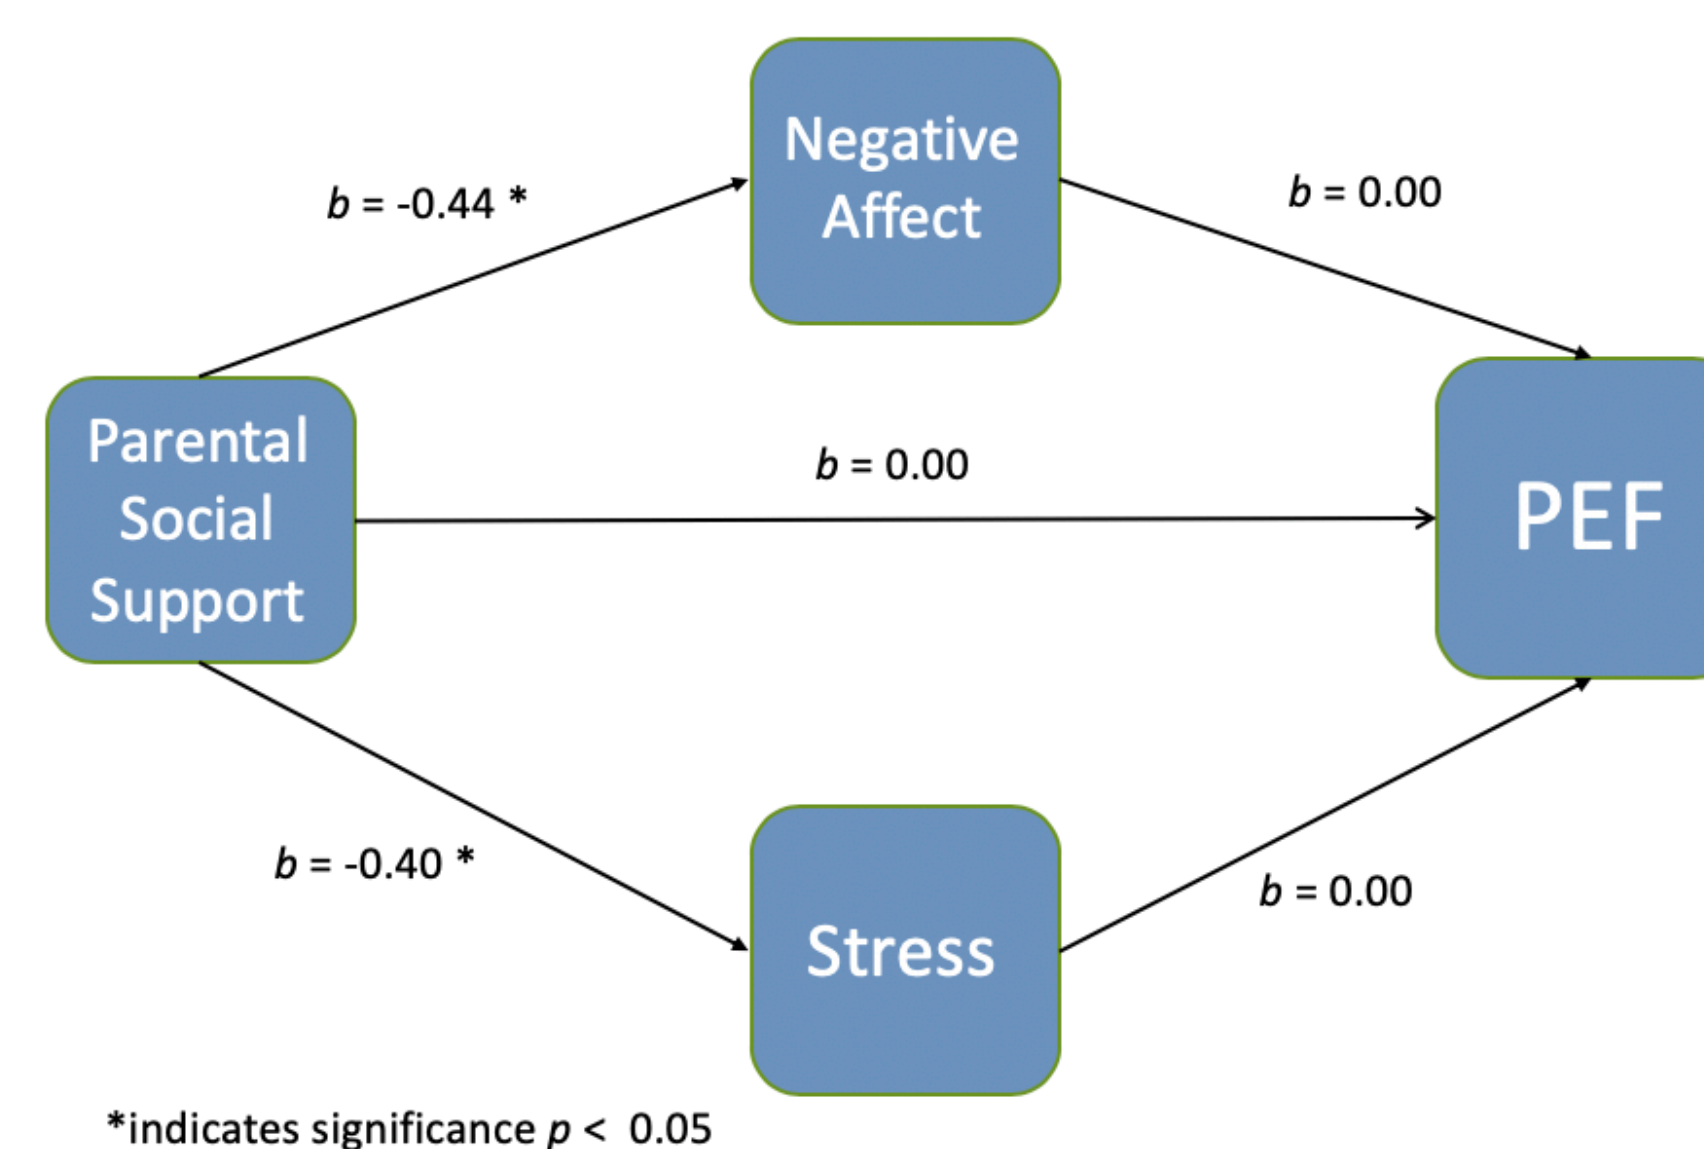 Negative
Affect
b = -0.44 *
b = 0.00
Parental
Social
Support
b = 0.00
PEF
b = -0.40 *
Stress
b = 0.00
*indicates significance p < 0.05